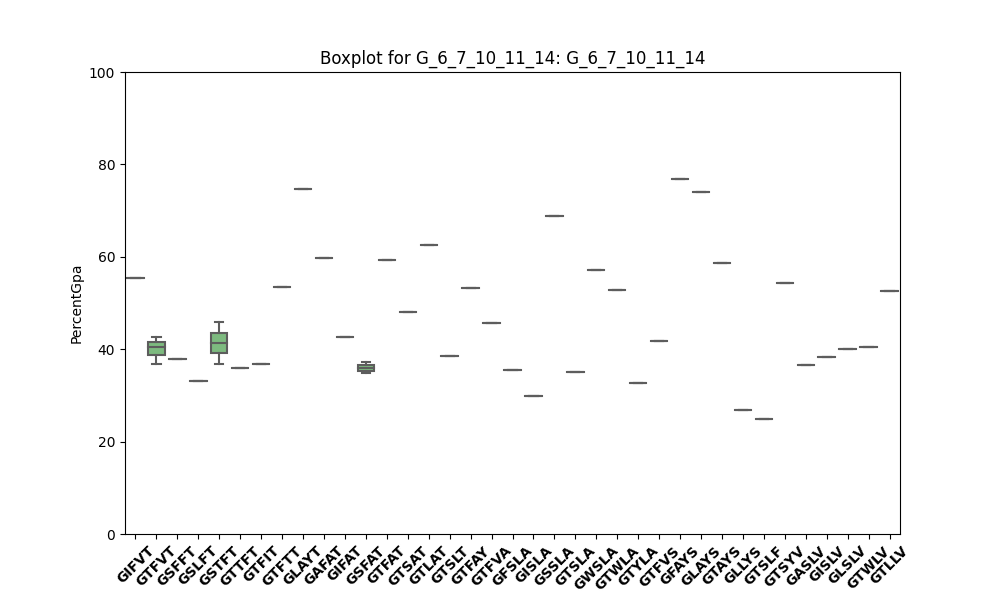 Boxplot for G_6_7_10_11_14: G_6_7_10_11_14
PercentGpa
100
80
60
40
20
0
GIFVT
GTFVT
GSFFT
GSLFT
GSTFT
GTTFT
GTFIT
GTFTT
GLAYT
GAFAT
GIFAT
GSFAT
GTFAT
GTSAT
GTLAT
GTSLT
GTFAY
GTFVA
GFSLA
GISLA
GSSLA
GTSLA
GWSLA
GTWLA
GTYLA
GTFVS
GFAYS
GLAYS
GTAYS
GLLYS
GTSLF
GTSYV
GASLV
GISLV
GLSLV
GTWLV
GTLLV